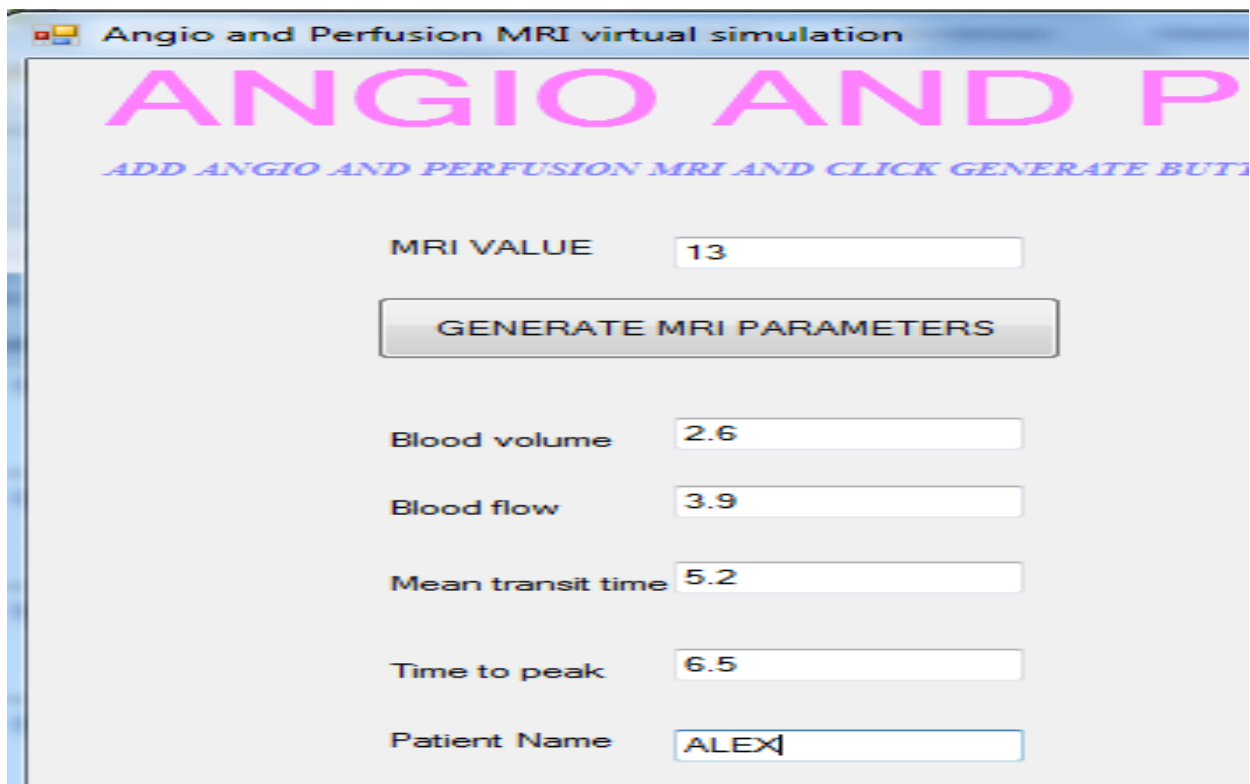 Angio and Perfusion MRI virtual simulation
ANGIO AND P
ADD ANGIO AND PERFUSION MRI AND CLICK GENERATE BUTT
MRI VALUE 13
GENERATE MRI PARAMETERS
Blood volume 2.6
Blood flow 3.9
Mean transit time 5.2
Time to peak 6.5
Patient Name ALEX